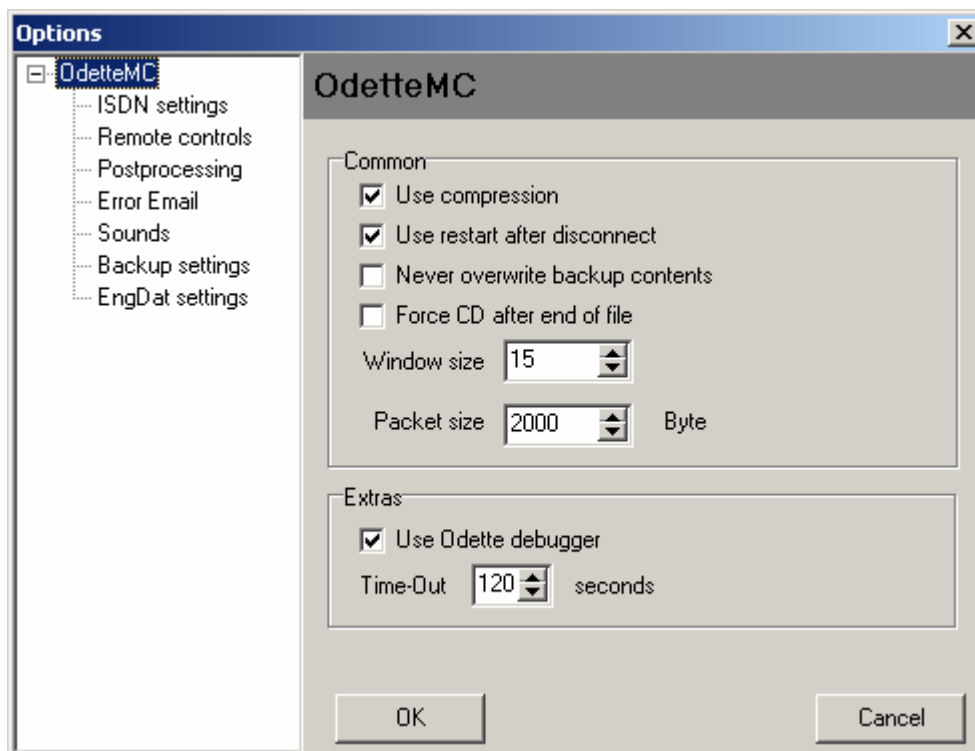 Options
OdetteMC
ISDN settings
Remote controls
Postprocessing
Error Email
Sounds
Backup settings
EngDat settings
OdetteMC
Common
Use compression
Use restart after disconnect
Never overwrite backup contents
Force CD after end of file
Window size 15
Packet size 2000 Byte
Extras
Use Odette debugger
Time-Out 120 seconds
OK Cancel